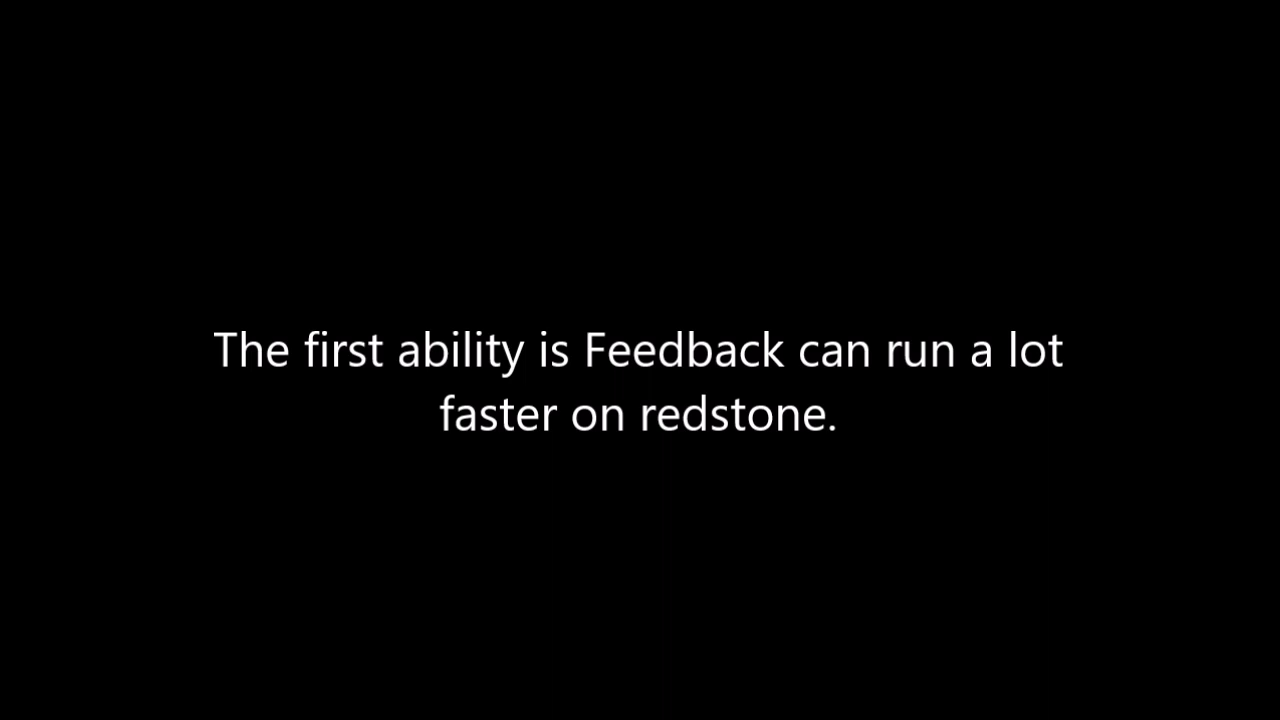 The first ability is Feedback can run a lot
faster on redstone.